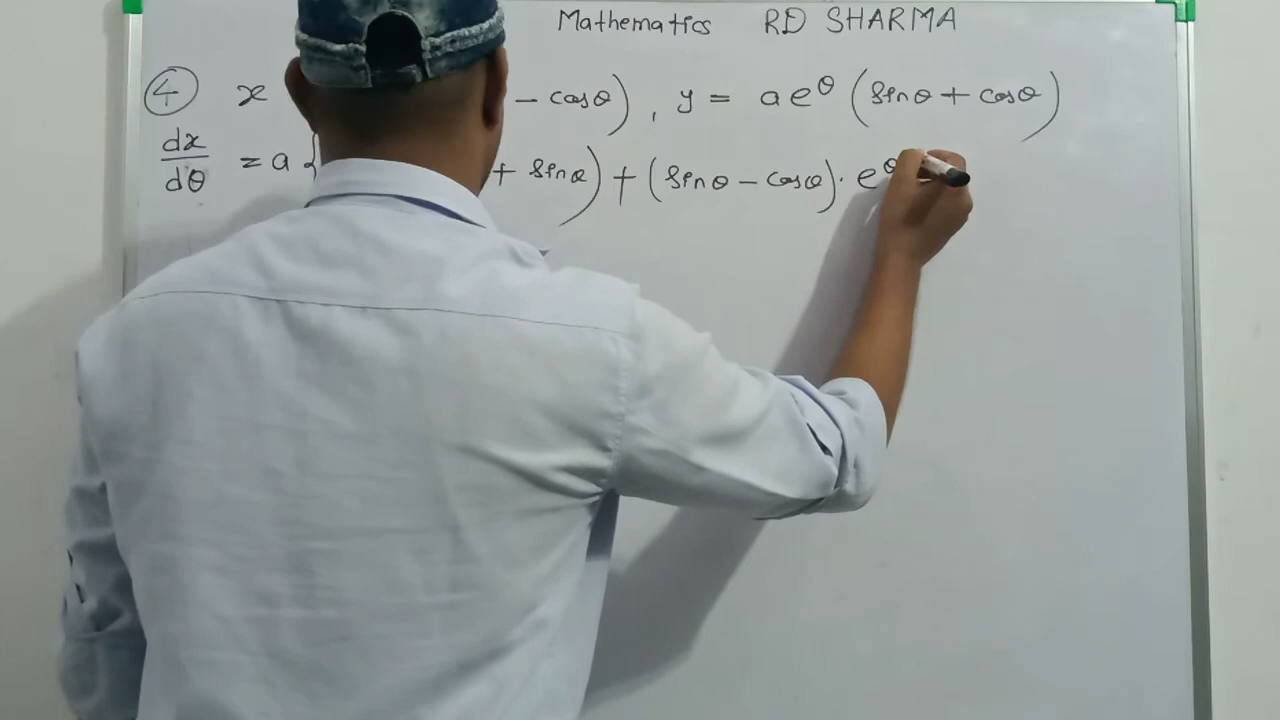 Mathematics RD SHARMA
④ x - cosθ) , y = ae^θ (sinθ + cosθ)
dx/dθ = a { + sinθ) + (sinθ - cosθ) · e^θ